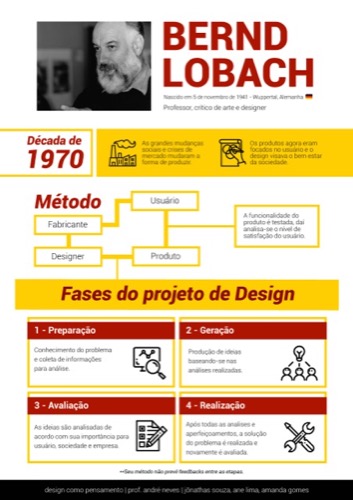 BERND
LOBACH
Nascido em 6 de novembro de 1941 - Wuppertal, Alemanha
Professor, crítico de arte e designer
Década de
1970
As grandes mudanças
sociais e crises de
mercado mudaram a
forma de produzir.
Os produtos agora eram
focados no usuário e o
design visava o bem estar
da sociedade.
Método
Usuário
Fabricante
Designer
Produto
A funcionalidade do
produto é testada, daí
analisa-se o nível de
satisfação do usuário.
Fases do projeto de Design
1 - Preparação
Conhecimento do problema
e coleta de informações
para análise.
2 - Geração
Produção de ideias
baseando-se nas
análises realizadas.
3 - Avaliação
As ideias são analisadas de
acordo com sua importância para
usuário, sociedade e empresa.
4 - Realização
Após todas as analises e
aperfeiçoamentos, a solução
do problema é realizada e
novamente é avaliada.
Seu método não prevê feedbacks entre as etapas.
design como pensamento | prof. andré neves | jônathas souza, ane lima, amanda gomes